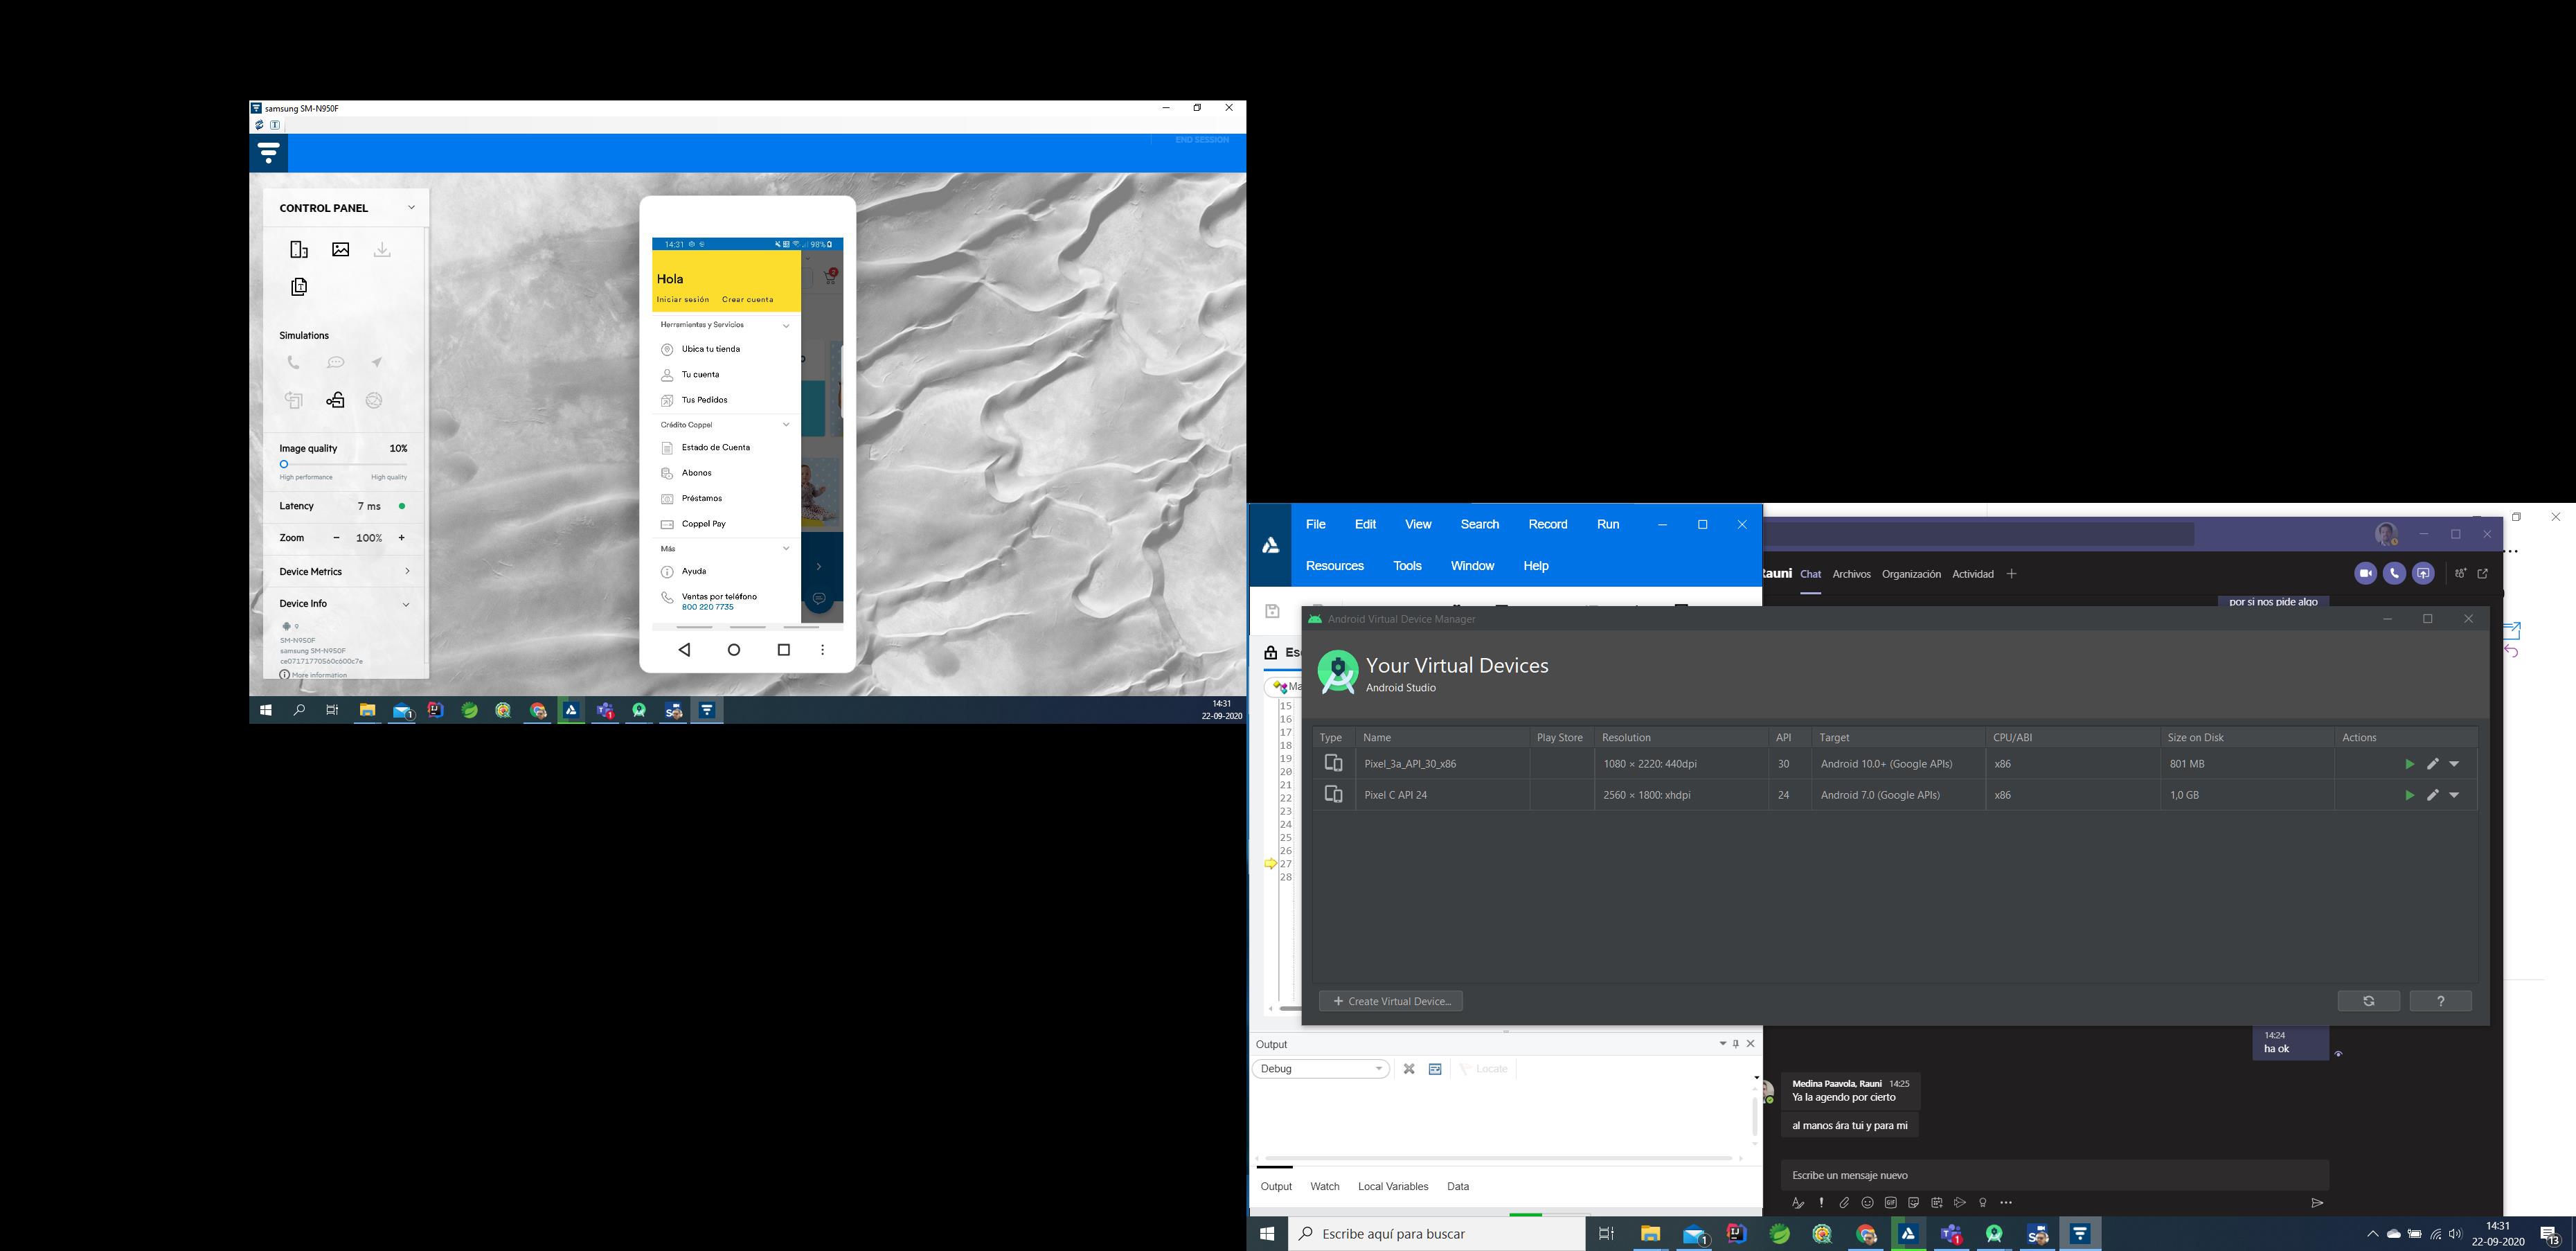 samsung SM-N950F
END SESSION
CONTROL PANEL
Simulations
Image quality 10%
High performance High quality
Latency 7 ms
Zoom − 100% +
Device Metrics
Device Info
9
SM-N950F
samsung SM-N950F
ce07171770560c600c7e
More information
14:31 98%
Hola
Iniciar sesión Crear cuenta
2
Herramientas y Servicios
Ubica tu tienda
Tu cuenta
Tus Pedidos
Crédito Coppel
Estado de Cuenta
Abonos
Préstamos
Coppel Pay
Más
Ayuda
Ventas por teléfono
800 220 7735
14:31
22-09-2020
File Edit View Search Record Run
Resources Tools Window Help
Es
Ma
15
16
17
18
19
20
21
22
23
24
25
26
27
28
Output
Debug
Locate
Output Watch Local Variables Data
Rauni Chat Archivos Organización Actividad
por si nos pide algo
Android Virtual Device Manager
Your Virtual Devices
Android Studio
Type Name Play Store Resolution API Target CPU/ABI Size on Disk Actions
Pixel_3a_API_30_x86 1080 × 2220: 440dpi 30 Android 10.0+ (Google APIs) x86 801 MB
Pixel C API 24 2560 × 1800: xhdpi 24 Android 7.0 (Google APIs) x86 1,0 GB
+ Create Virtual Device...
?
14:24
ha ok
Medina Paavola, Rauni 14:25
Ya la agendo por cierto
al manos ára tui y para mi
Escribe un mensaje nuevo
Escribe aquí para buscar
14:31
22-09-2020
13